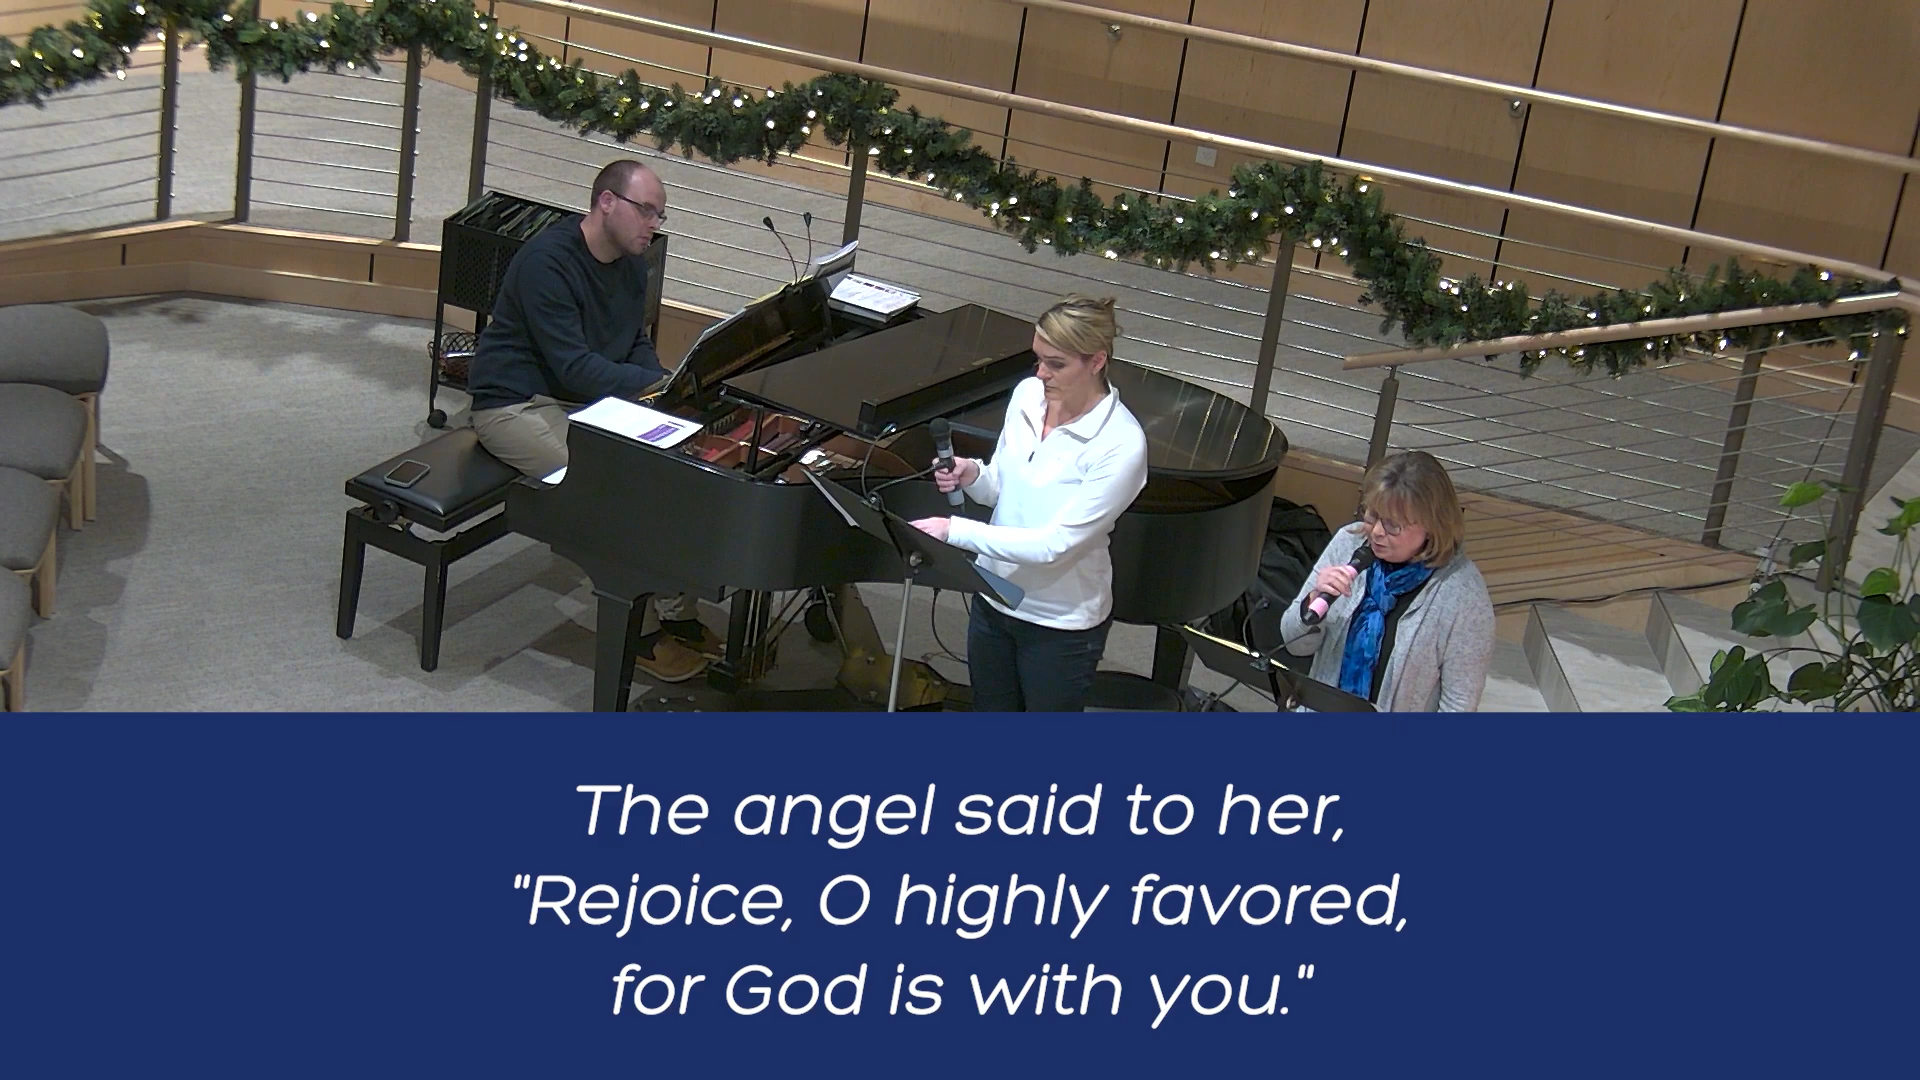 The angel said to her,
"Rejoice, O highly favored,
for God is with you."